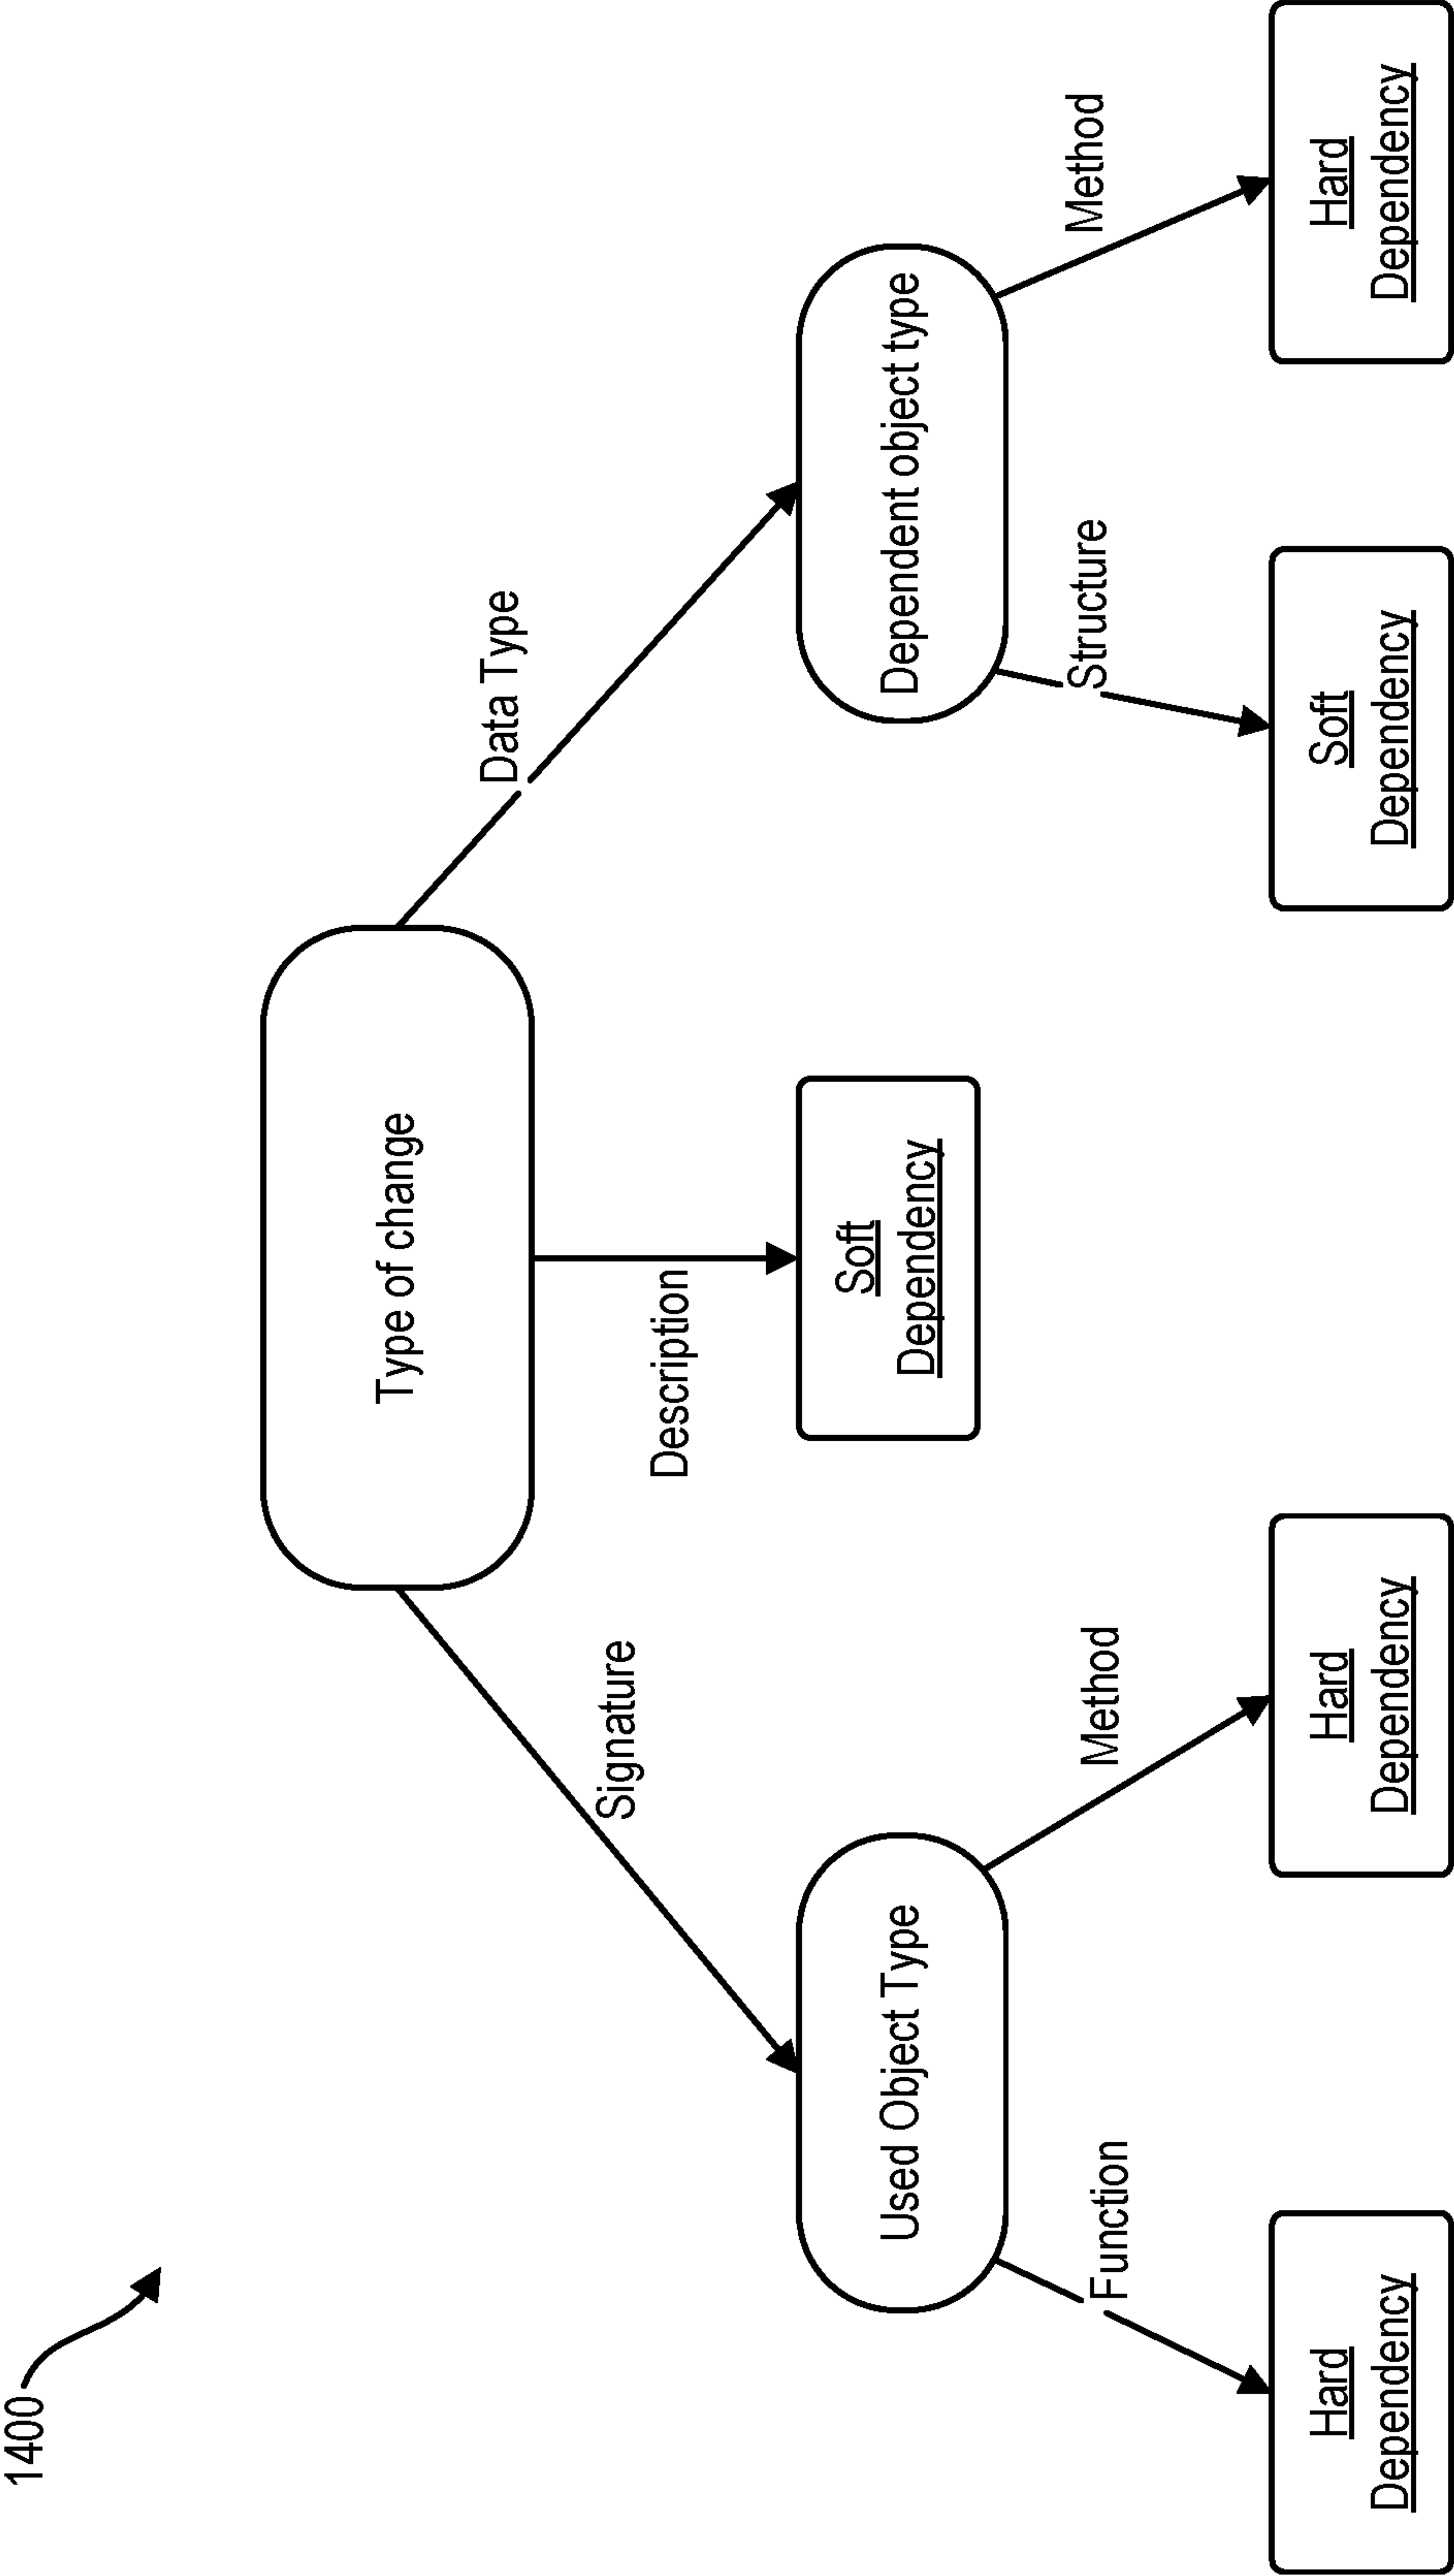 1400
Type of change
Signature
Description
Data Type
Used Object Type
Soft
Dependency
Dependent object type
Function
Method
Structure
Method
Hard
Dependency
Hard
Dependency
Soft
Dependency
Hard
Dependency